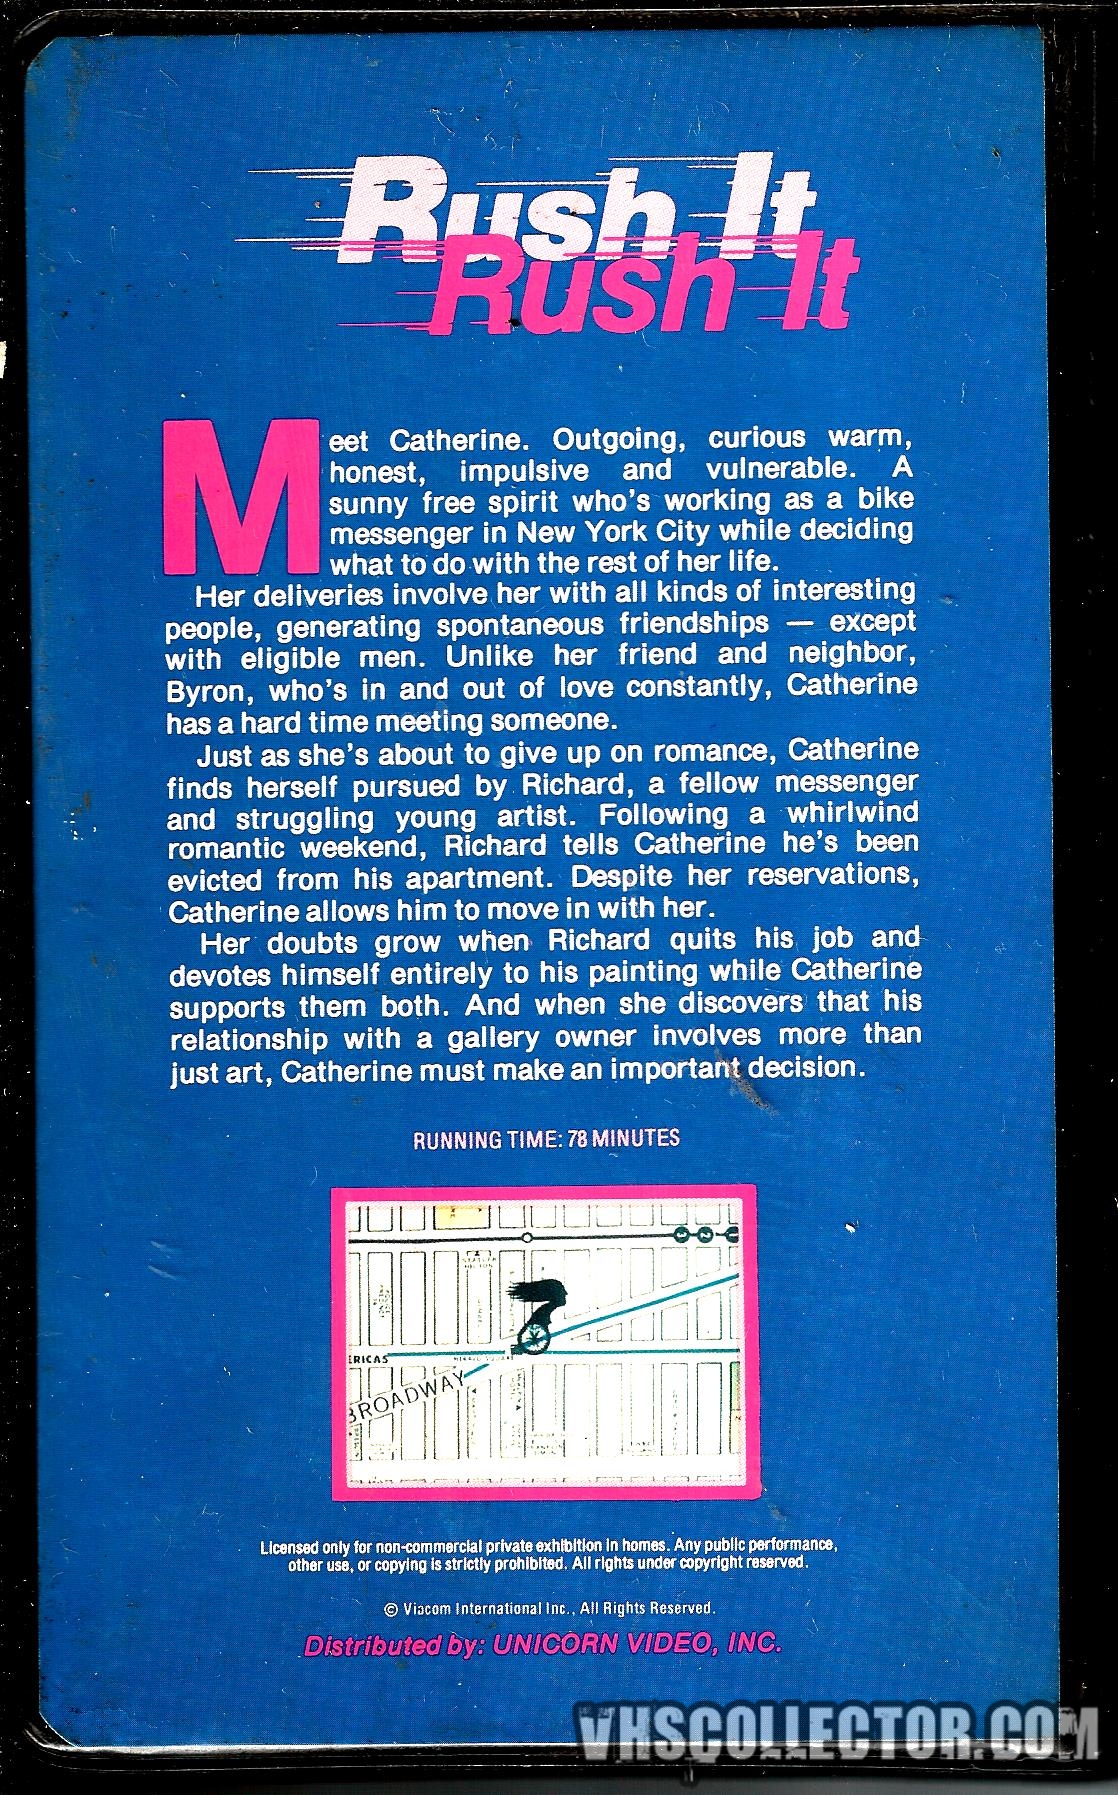 Rush It
Rush It
Meet Catherine. Outgoing, curious warm,
honest, impulsive and vulnerable. A
sunny free spirit who's working as a bike
messenger in New York City while deciding
what to do with the rest of her life.
Her deliveries involve her with all kinds of interesting
people, generating spontaneous friendships — except
with eligible men. Unlike her friend and neighbor,
Byron, who's in and out of love constantly, Catherine
has a hard time meeting someone.
Just as she's about to give up on romance, Catherine
finds herself pursued by Richard, a fellow messenger
and struggling young artist. Following a whirlwind
romantic weekend, Richard tells Catherine he's been
evicted from his apartment. Despite her reservations,
Catherine allows him to move in with her.
Her doubts grow when Richard quits his job and
devotes himself entirely to his painting while Catherine
supports them both. And when she discovers that his
relationship with a gallery owner involves more than
just art, Catherine must make an important decision.
RUNNING TIME: 78 MINUTES
ERICAS
BROADWAY
Licensed only for non-commercial private exhibition in homes. Any public performance,
other use, or copying is strictly prohibited. All rights under copyright reserved.
© Viacom International Inc., All Rights Reserved.
Distributed by: UNICORN VIDEO, INC.
VHSCOLLECTOR.COM